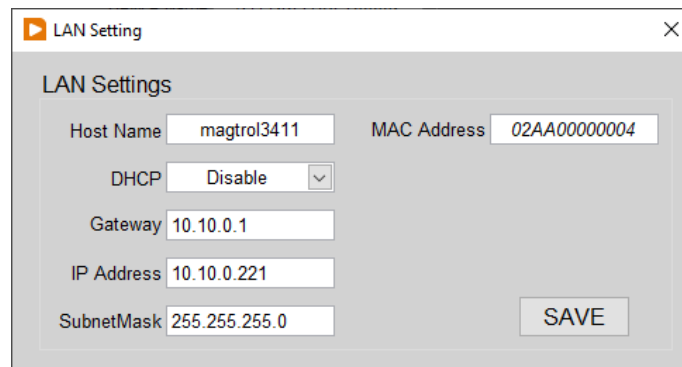 LAN Setting
LAN Settings
Host Name magtrol3411 MAC Address 02AA00000004
DHCP Disable
Gateway 10.10.0.1
IP Address 10.10.0.221
SubnetMask 255.255.255.0
SAVE